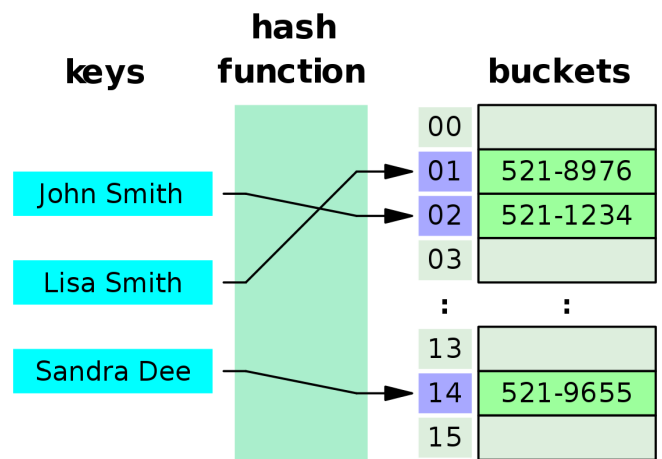 hash
keys function buckets
00
01 521-8976
John Smith
02 521-1234
Lisa Smith
03
: :
13
Sandra Dee
14 521-9655
15